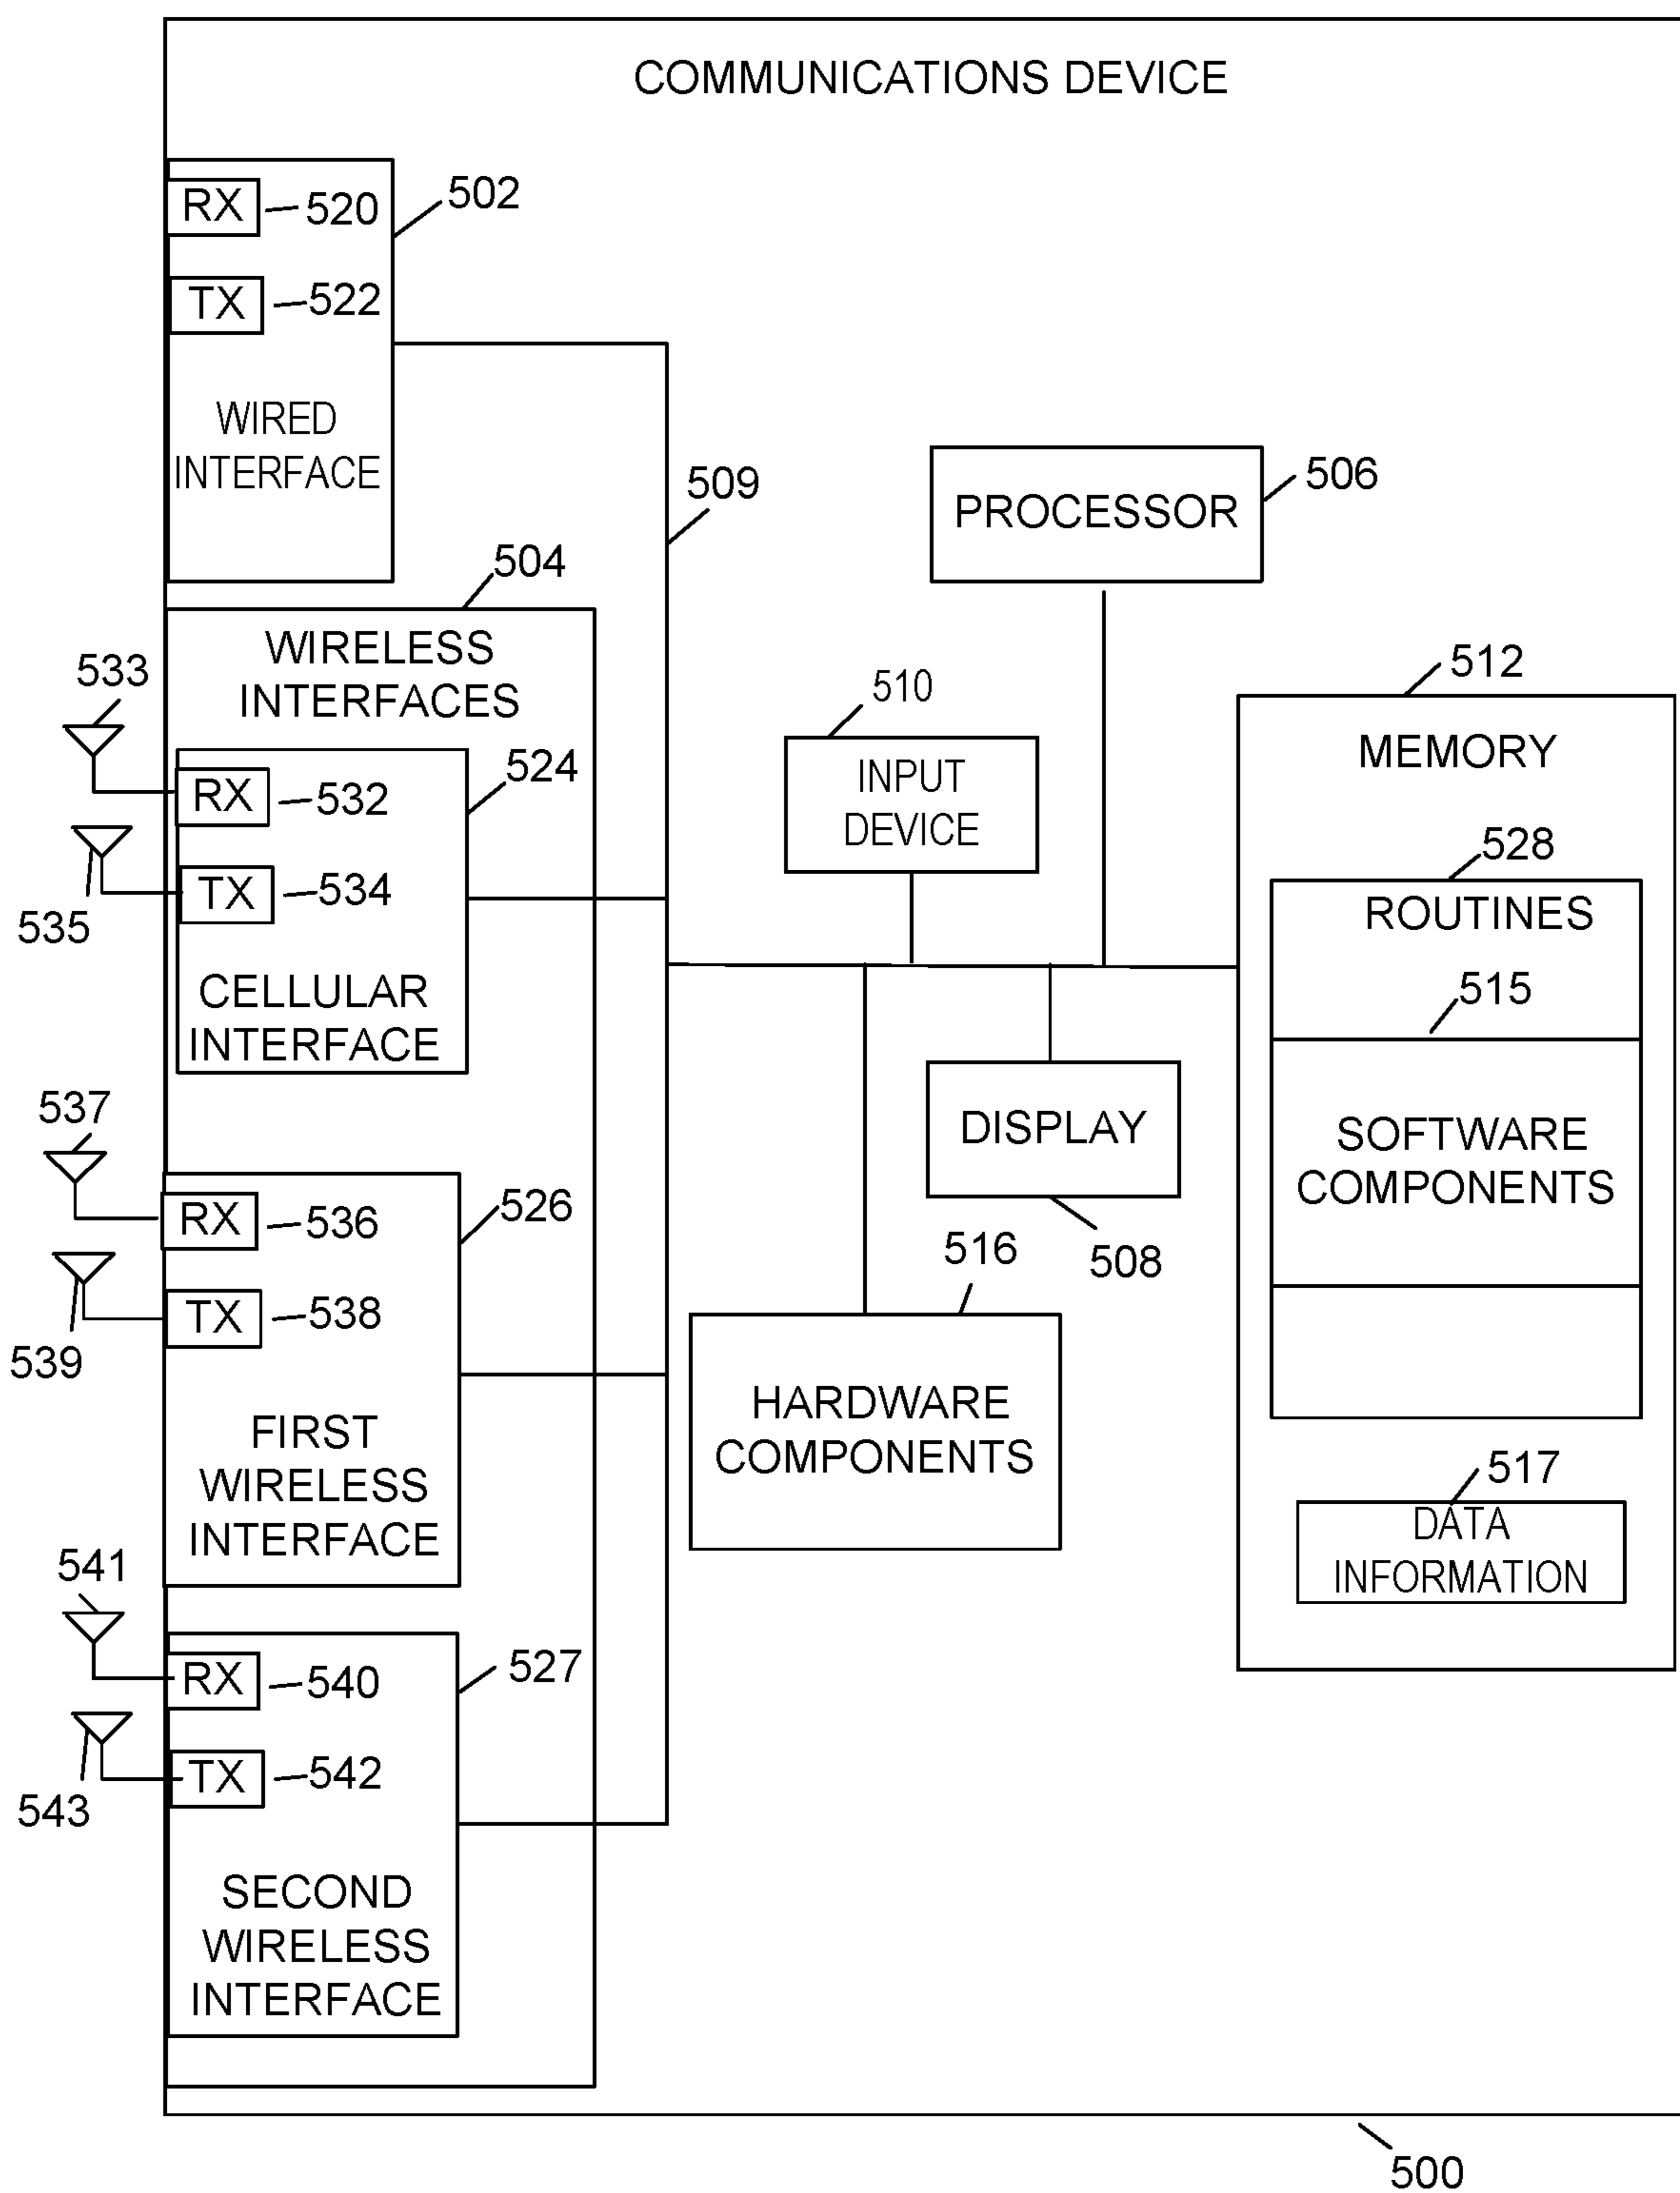 COMMUNICATIONS DEVICE
RX
520
502
TX
522
WIRED
INTERFACE
509
PROCESSOR
506
504
WIRELESS
INTERFACES
533
RX
532
524
535
TX
534
CELLULAR
INTERFACE
510
INPUT
DEVICE
512
MEMORY
528
ROUTINES
515
SOFTWARE
COMPONENTS
DISPLAY
508
537
RX
536
526
539
TX
538
FIRST
WIRELESS
INTERFACE
516
HARDWARE
COMPONENTS
517
DATA
INFORMATION
541
RX
540
527
543
TX
542
SECOND
WIRELESS
INTERFACE
500